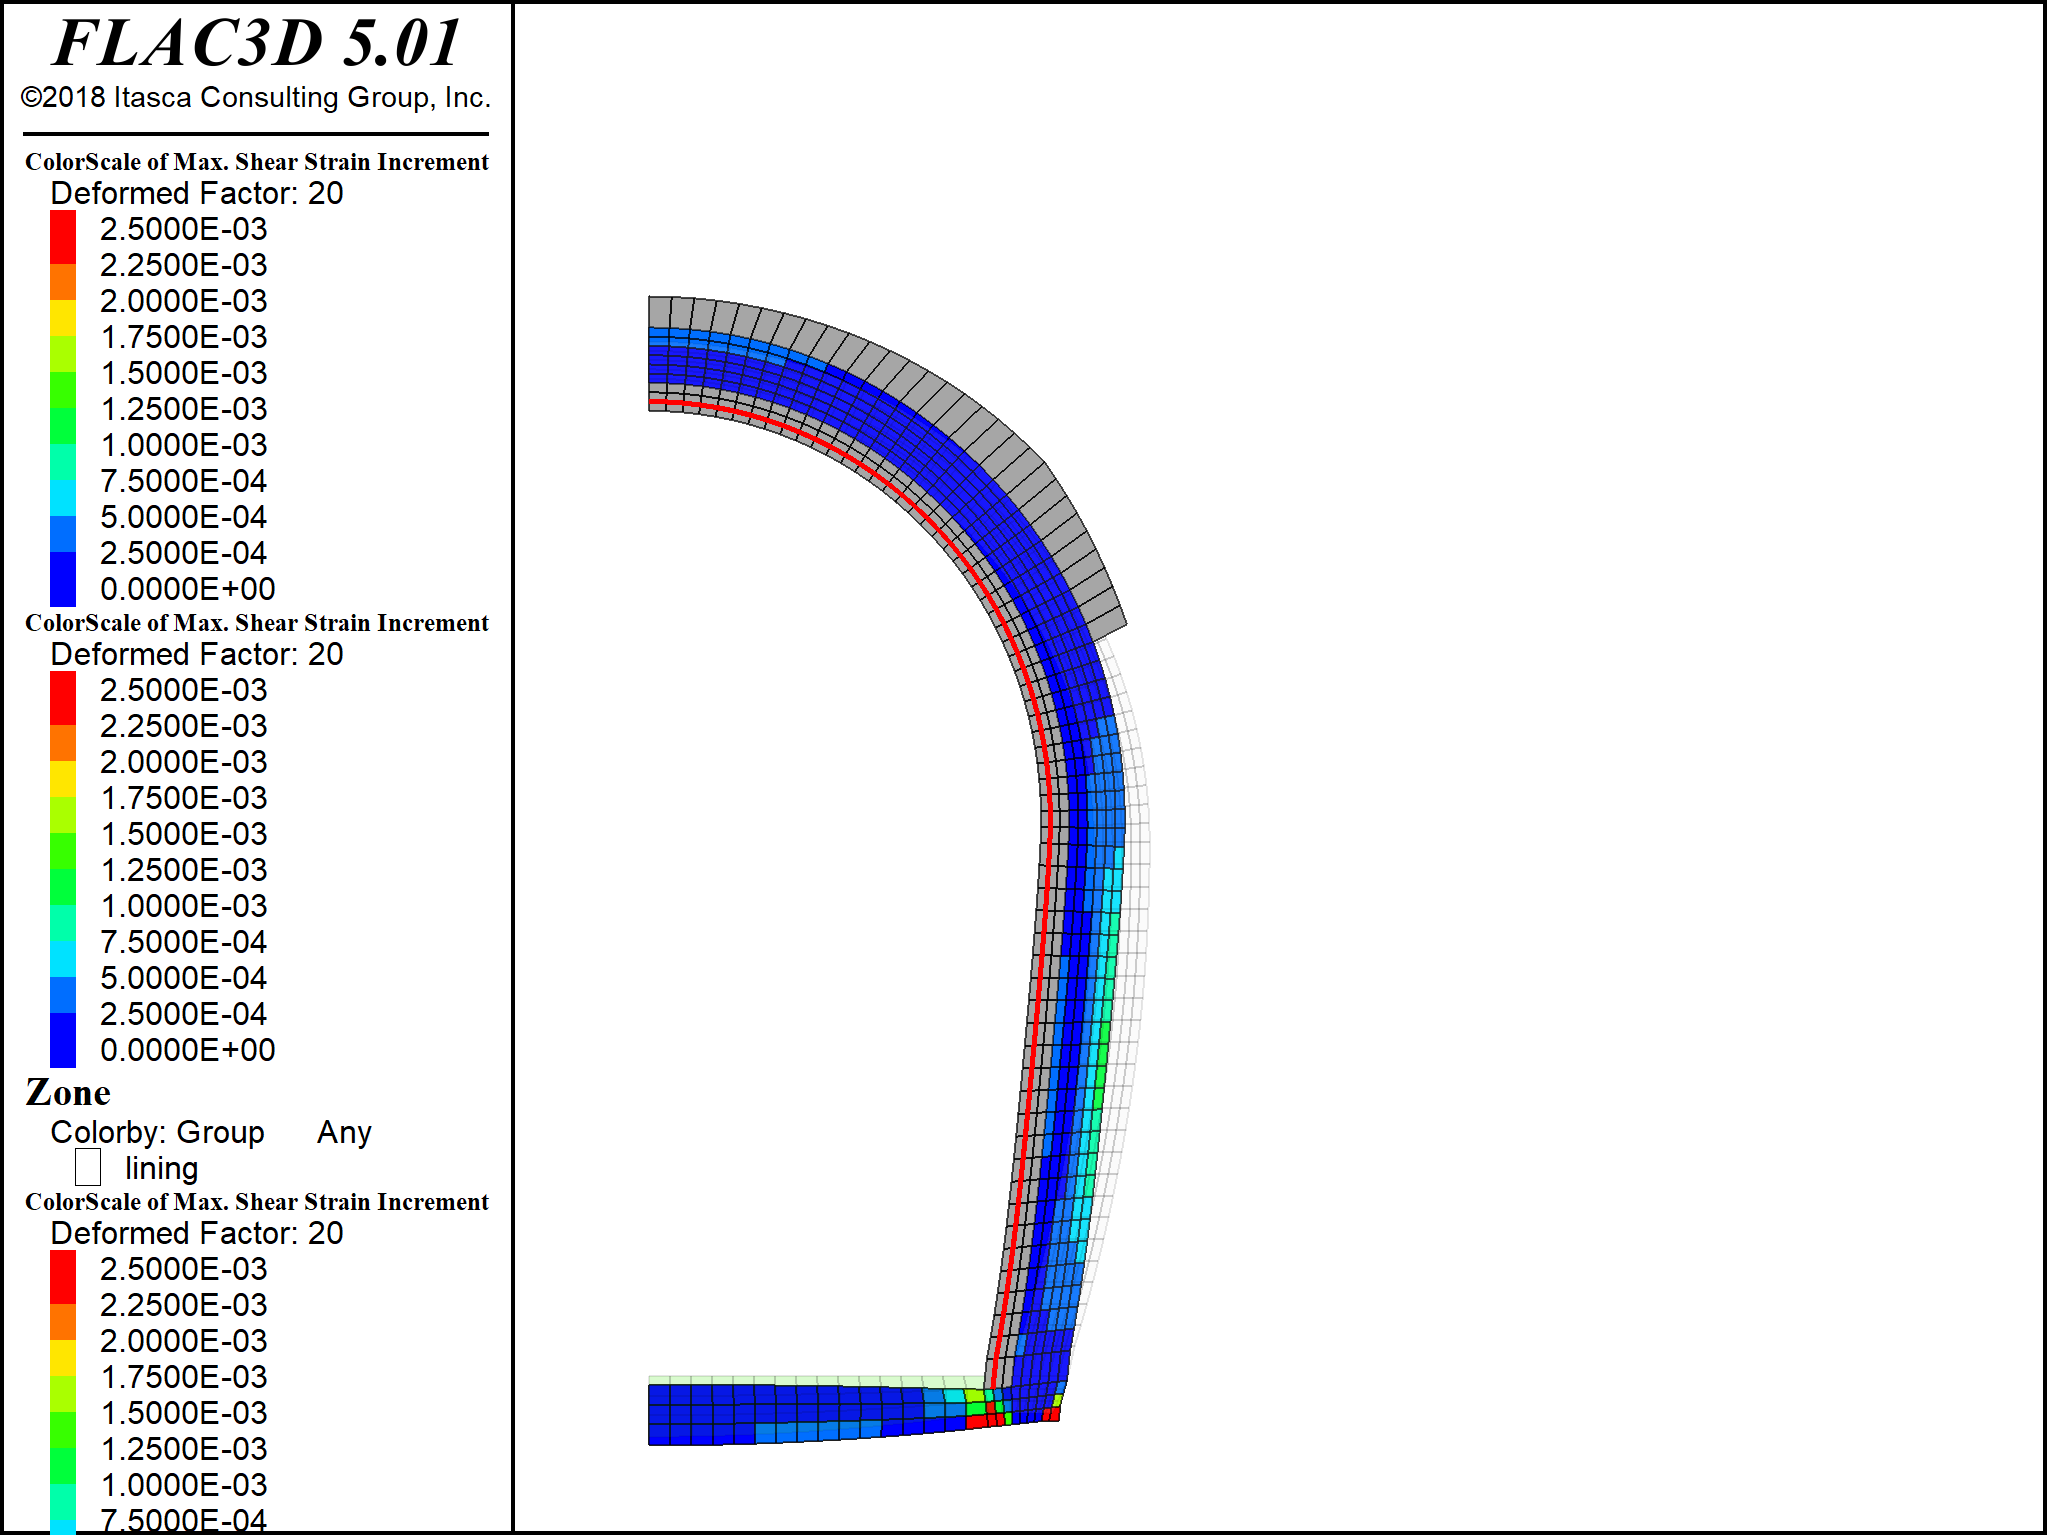 FLAC3D 5.01
©2018 Itasca Consulting Group, Inc.
ColorScale of Max. Shear Strain Increment
Deformed Factor: 20
2.5000E-03
2.2500E-03
2.0000E-03
1.7500E-03
1.5000E-03
1.2500E-03
1.0000E-03
7.5000E-04
5.0000E-04
2.5000E-04
0.0000E+00
ColorScale of Max. Shear Strain Increment
Deformed Factor: 20
2.5000E-03
2.2500E-03
2.0000E-03
1.7500E-03
1.5000E-03
1.2500E-03
1.0000E-03
7.5000E-04
5.0000E-04
2.5000E-04
0.0000E+00
Zone
Colorby: Group Any
lining
ColorScale of Max. Shear Strain Increment
Deformed Factor: 20
2.5000E-03
2.2500E-03
2.0000E-03
1.7500E-03
1.5000E-03
1.2500E-03
1.0000E-03
7.5000E-04